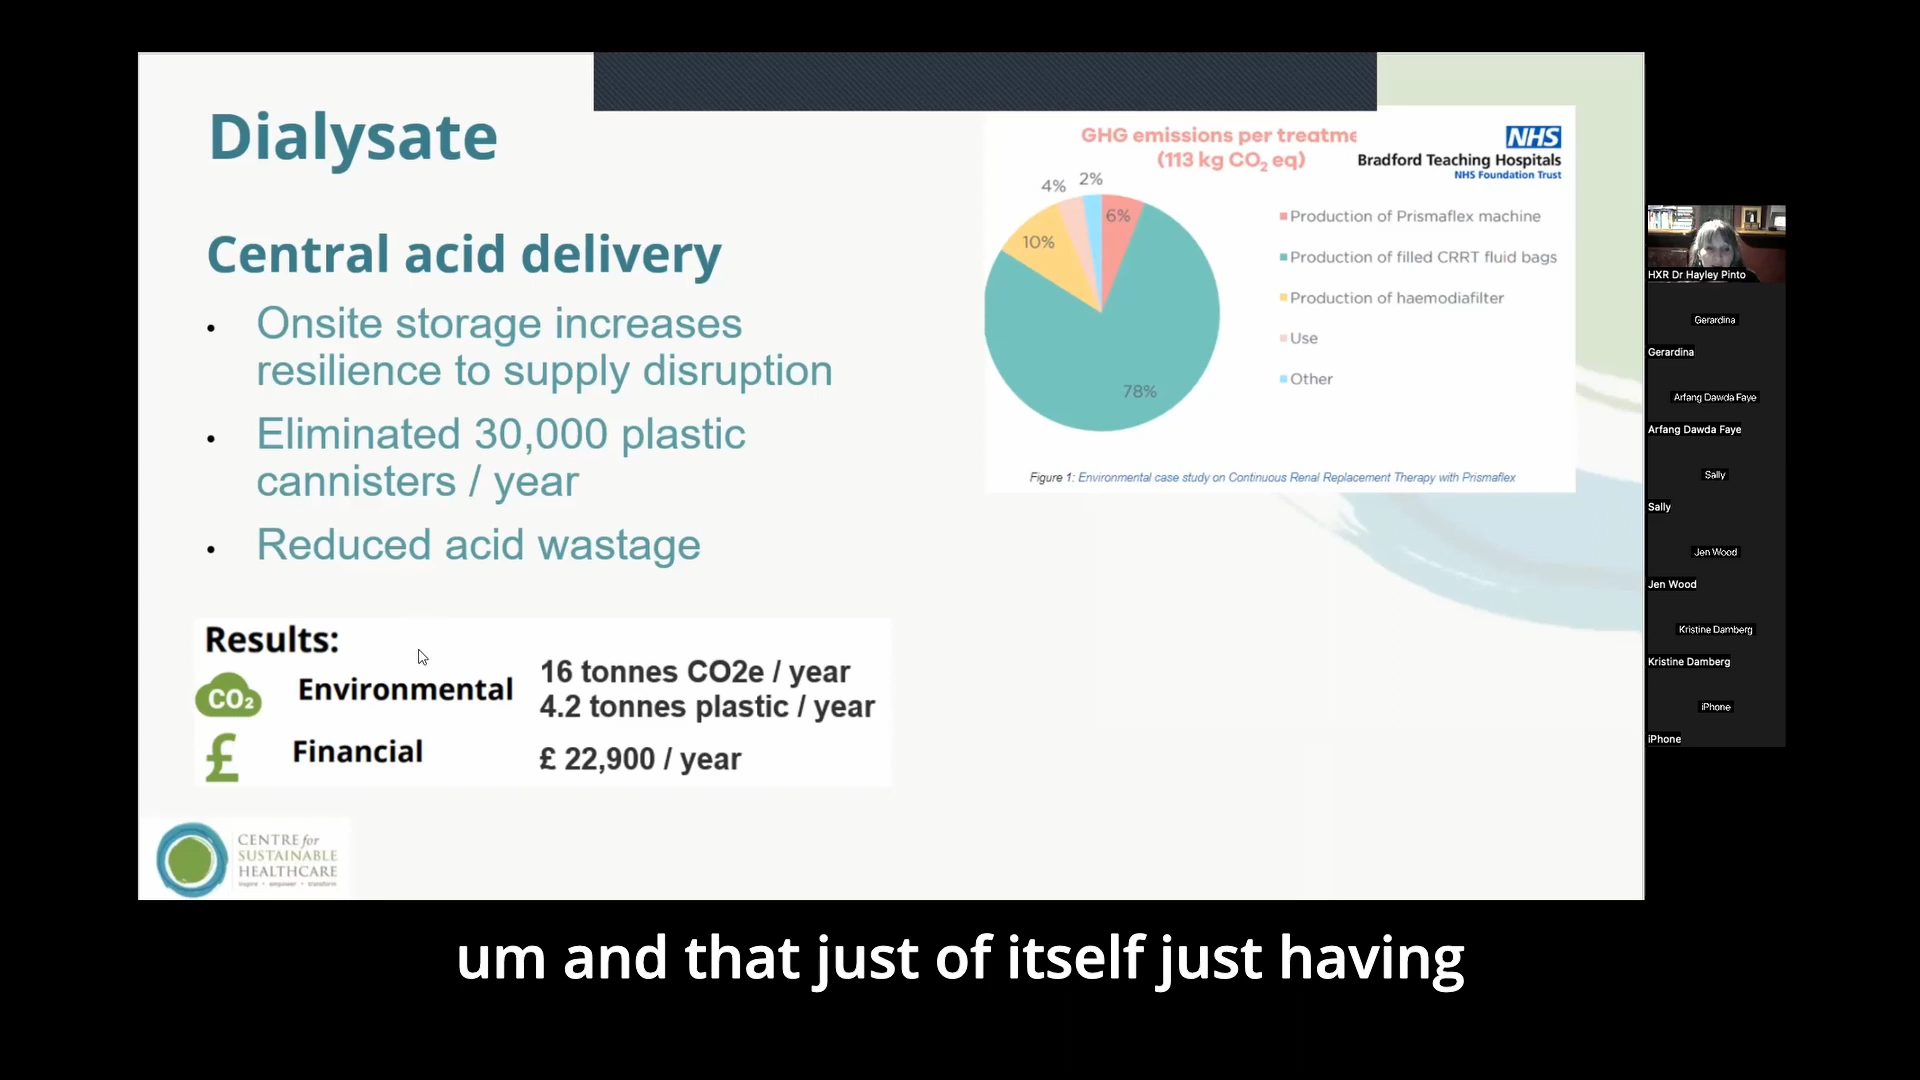 Dialysate
Central acid delivery
• Onsite storage increases
resilience to supply disruption
• Eliminated 30,000 plastic
cannisters / year
• Reduced acid wastage
Results:
CO₂
Environmental
16 tonnes CO2e / year
4.2 tonnes plastic / year
£
Financial
£ 22,900 / year
CENTRE for
SUSTAINABLE
HEALTHCARE
inspire • empower • transform
GHG emissions per treatme
(113 kg CO₂ eq)
NHS
Bradford Teaching Hospitals
NHS Foundation Trust
4%
2%
6%
10%
78%
Production of Prismaflex machine
Production of filled CRRT fluid bags
Production of haemodiafilter
Use
Other
Figure 1: Environmental case study on Continuous Renal Replacement Therapy with Prismaflex
HXR Dr Hayley Pinto
Gerardina
Gerardina
Arfang Dawda Faye
Arfang Dawda Faye
Sally
Sally
Jen Wood
Jen Wood
Kristine Damberg
Kristine Damberg
iPhone
iPhone
um and that just of itself just having